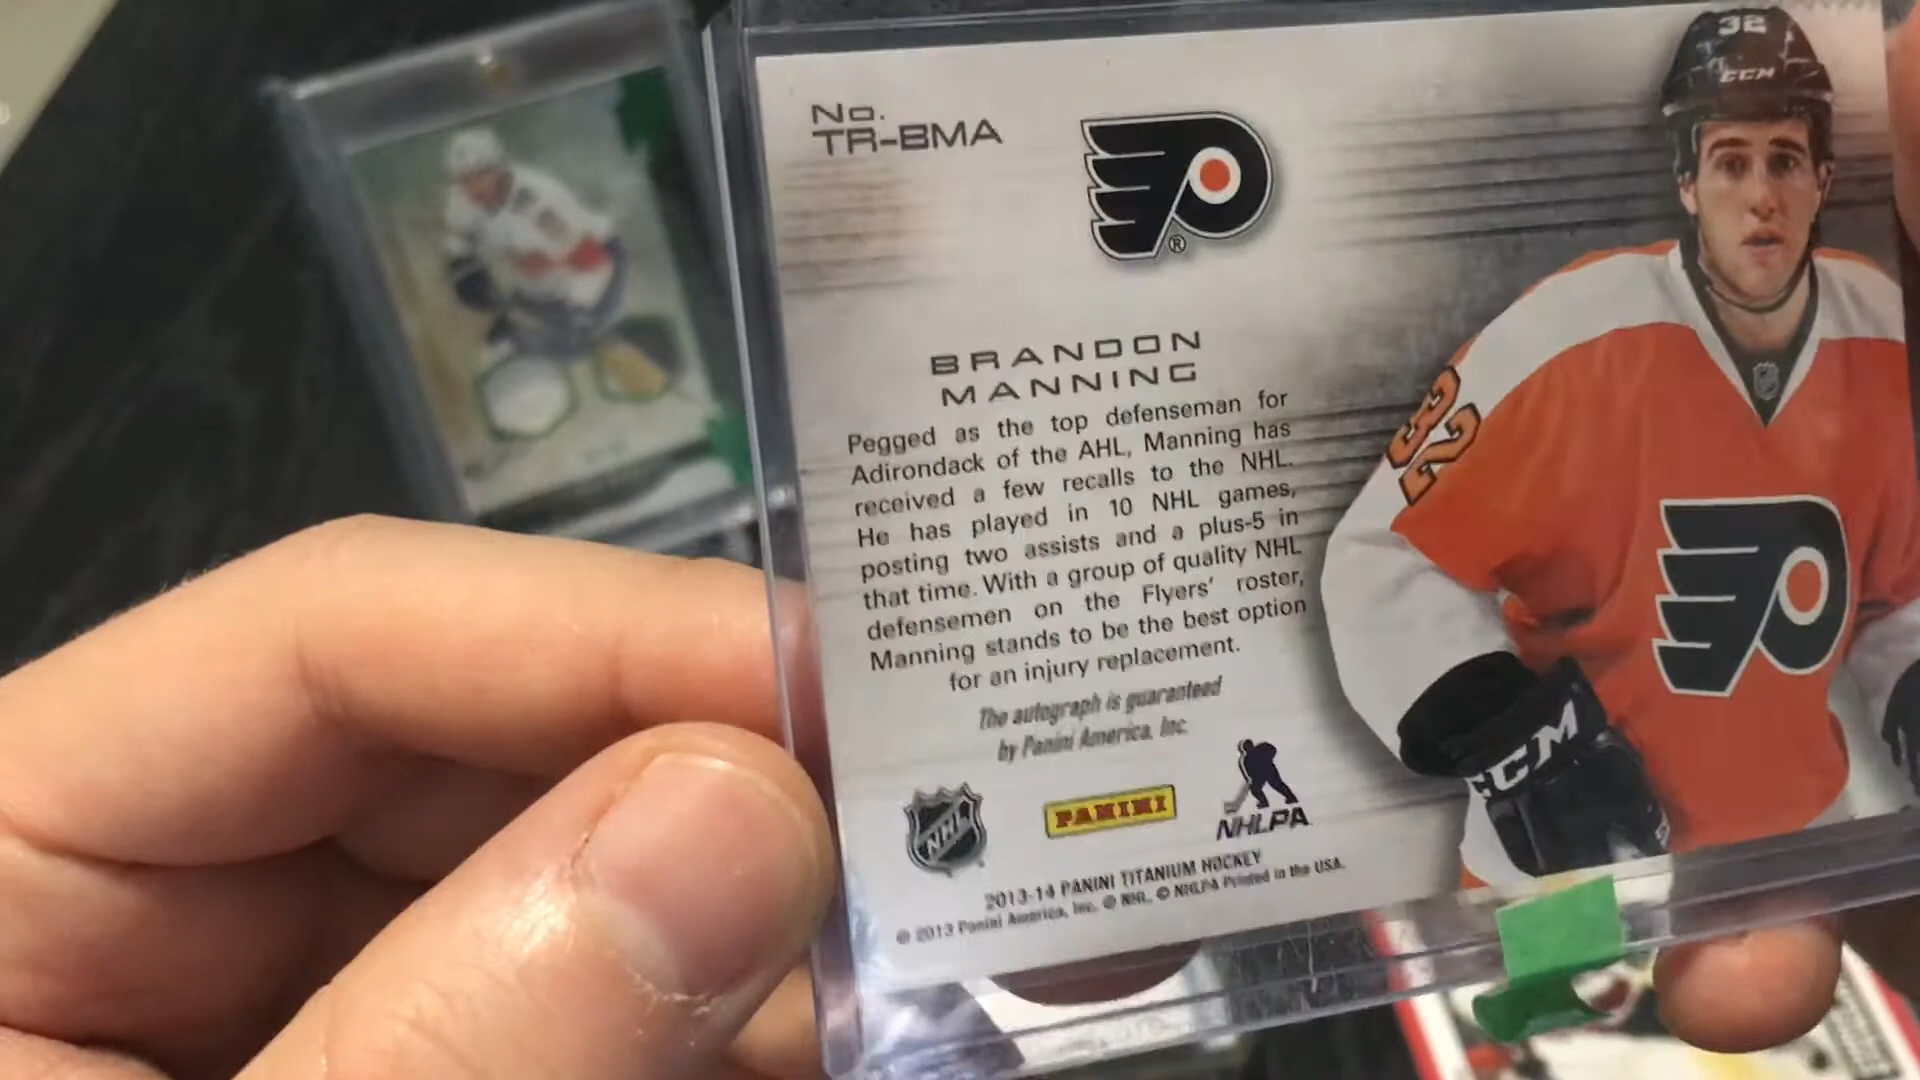 No.
TR-BMA
BRANDON
MANNING
Pegged as the top defenseman for
Adirondack of the AHL, Manning has
received a few recalls to the NHL.
He has played in 10 NHL games,
posting two assists and a plus-5 in
that time. With a group of quality NHL
defensemen on the Flyers' roster,
Manning stands to be the best option
for an injury replacement.
The autograph is guaranteed
by Panini America, Inc.
NHL
PANINI
NHLPA
2013-14 PANINI TITANIUM HOCKEY
© 2013 Panini America, Inc. © NHL. © NHLPA Printed in the USA.
32
CCM
32
CCM
®